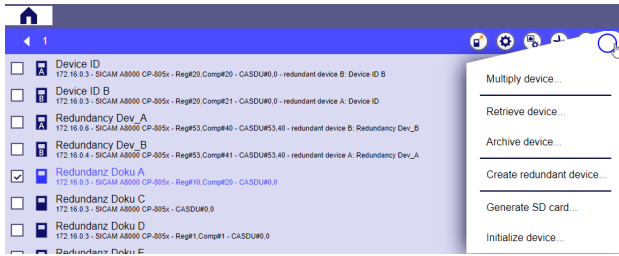 1
Device ID
172.16.0.3 - SICAM A8000 CP-805x - Reg#20,Comp#20 - CASDU#0,0 - redundant device B: Device ID B
Device ID B
172.16.0.3 - SICAM A8000 CP-805x - Reg#20,Comp#21 - CASDU#0,0 - redundant device A: Device ID
Redundancy Dev_A
172.16.0.6 - SICAM A8000 CP-805x - Reg#53,Comp#40 - CASDU#53,40 - redundant device B: Redundancy Dev_B
Redundancy Dev_B
172.16.0.4 - SICAM A8000 CP-805x - Reg#53,Comp#41 - CASDU#53,40 - redundant device A: Redundancy Dev_A
Redundanz Doku A
172.16.0.3 - SICAM A8000 CP-805x - Reg#10,Comp#20 - CASDU#0,0
Redundanz Doku C
172.16.0.3 - SICAM A8000 CP-805x - CASDU#0,0
Redundanz Doku D
172.16.0.3 - SICAM A8000 CP-805x - Reg#1,Comp#1 - CASDU#0,0
Redundanz Doku E
Multiply device...
Retrieve device...
Archive device...
Create redundant device...
Generate SD card...
Initialize device...